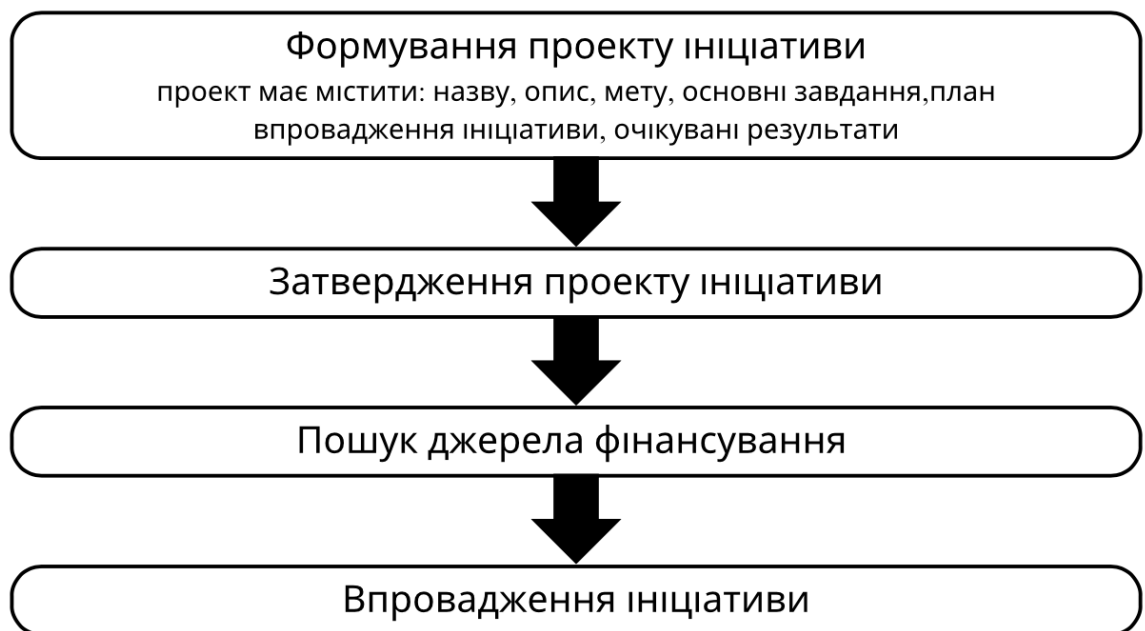 Формування проекту ініціативи
проект має містити: назву, опис, мету, основні завдання,план
впровадження ініціативи, очікувані результати
Затвердження проекту ініціативи
Пошук джерела фінансування
Впровадження ініціативи